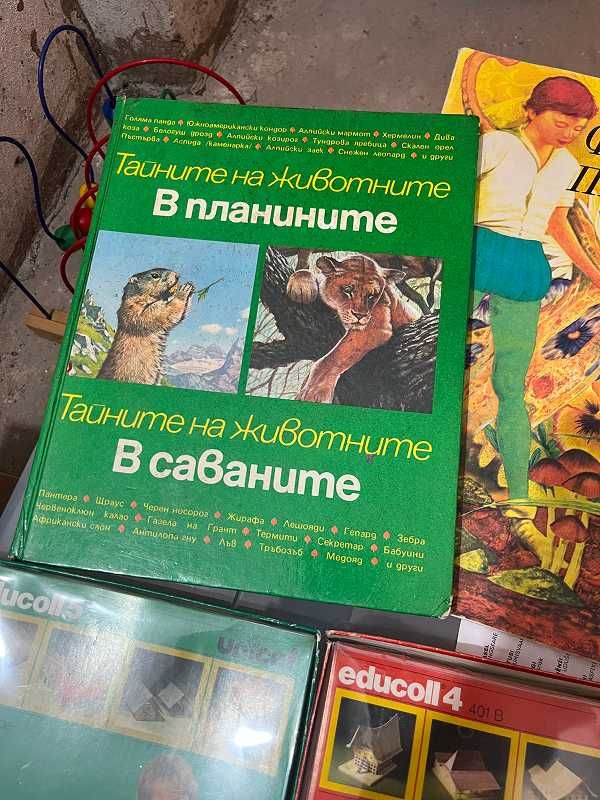 Голяма панда ♦ Южноамерикански кондор ♦ Алпийски мармот ♦ Хермелин ♦ Дива
коза ♦ Белогуш дрозд ♦ Алпийски козирог ♦ Тундрова яребица ♦ Скален орел
Пъстърва ♦ Аспида /каменарка/ ♦ Алпийски заек ♦ Снежен леопард ♦ и други
Тайните на животните
В планините
Тайните на животните
В саваните
Пантера ♦ Щраус ♦ Черен носорог ♦ Жирафа ♦ Лешояди ♦ Гепард ♦ Зебра
Червеноклюн калао ♦ Газела на Грант ♦ Термити ♦ Секретар ♦ Бабуини
Африкански слон ♦ Антилопа гну ♦ Лъв ♦ Тръбозъб ♦ Медояд ♦ и други
educoll 4
401 B